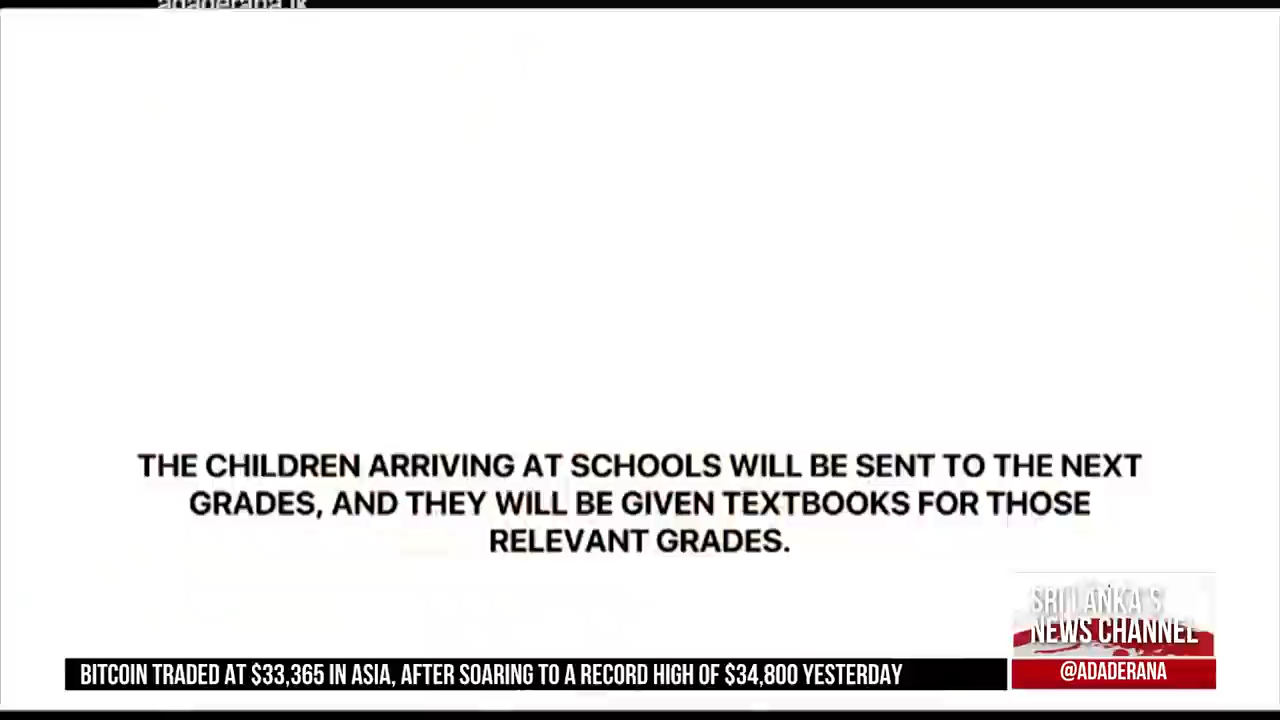 adaderana.lk
THE CHILDREN ARRIVING AT SCHOOLS WILL BE SENT TO THE NEXT
GRADES, AND THEY WILL BE GIVEN TEXTBOOKS FOR THOSE
RELEVANT GRADES.
SRI LANKA'S
NEWS CHANNEL
@ADADERANA
BITCOIN TRADED AT $33,365 IN ASIA, AFTER SOARING TO A RECORD HIGH OF $34,800 YESTERDAY